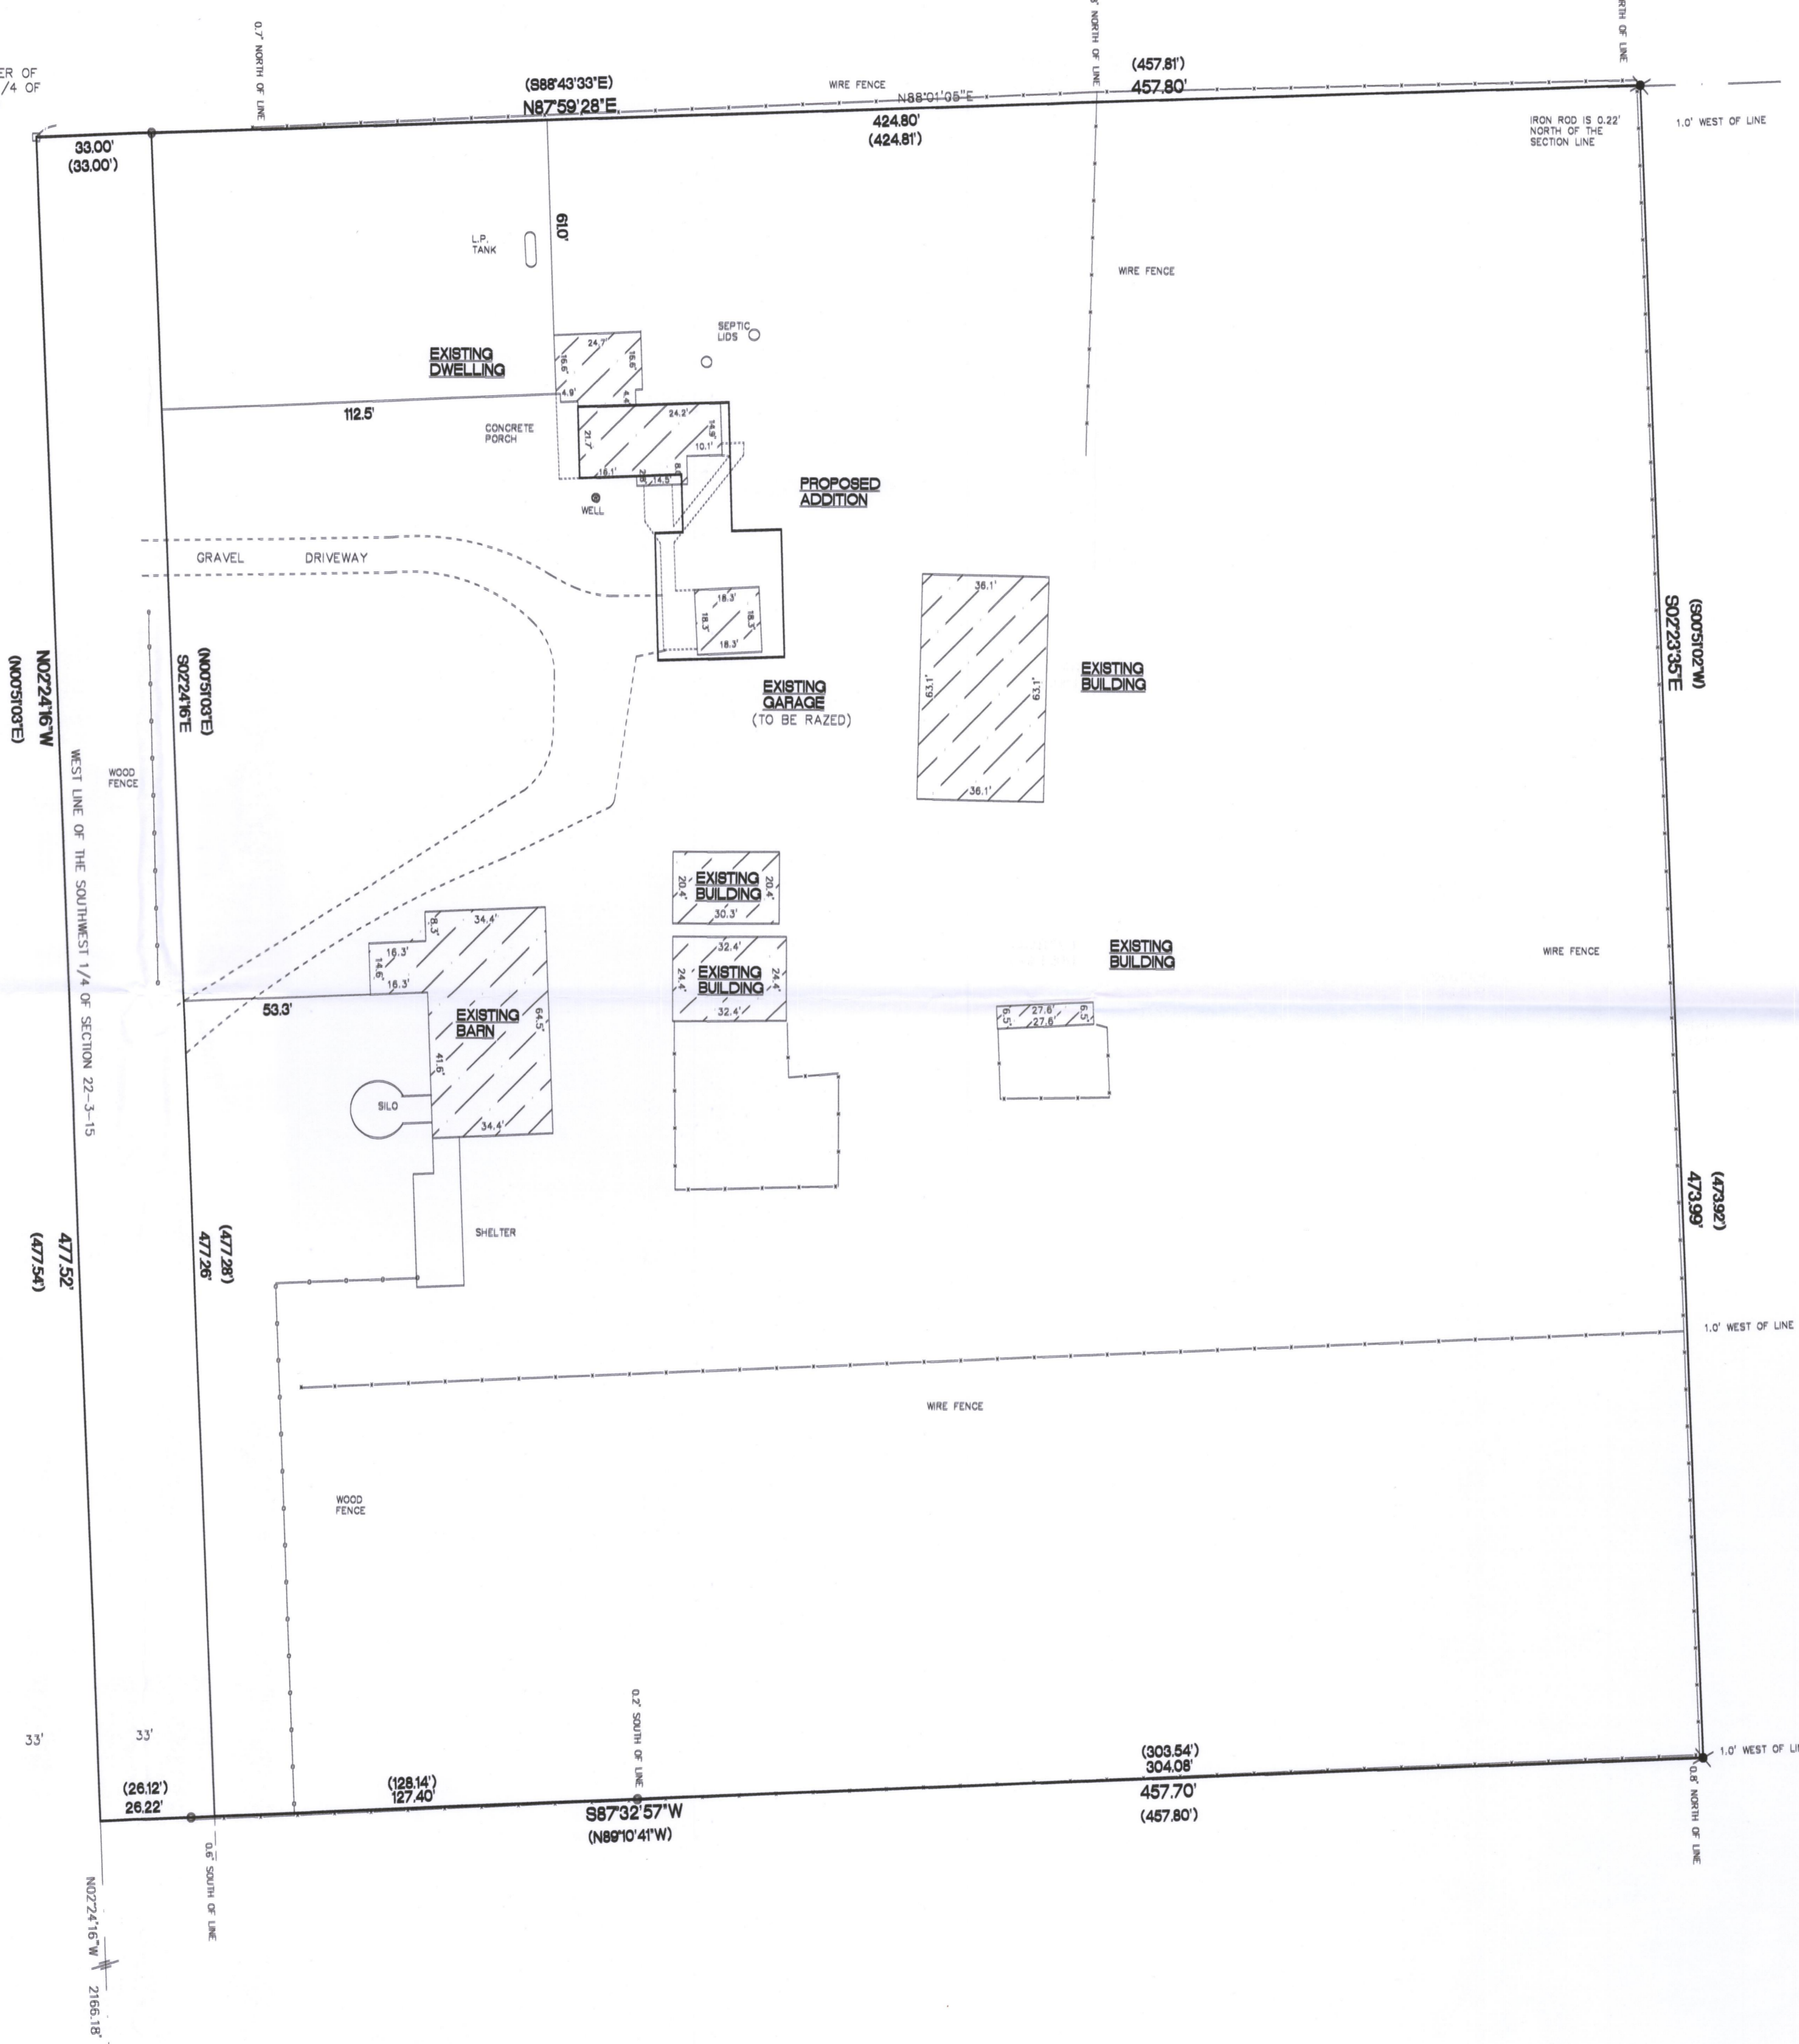 ER OF
/4 OF
0.7' NORTH OF LINE
(S88°43'33"E)
N87°59'28"E
WIRE FENCE
N88°01'05"E
424.80'
(424.81')
' NORTH OF LINE
(457.81')
457.80'
RTH OF LINE
IRON ROD IS 0.22'
NORTH OF THE
SECTION LINE
1.0' WEST OF LINE
33.00'
(33.00')
61.0'
L.P.
TANK
WIRE FENCE
SEPTIC
LIDS
EXISTING
DWELLING
24.7'
16.6'
16.6'
4.9'
4.4'
112.5'
CONCRETE
PORCH
24.2'
21.7'
14.9'
10.1'
16.1'
8.0'
14.5'
WELL
PROPOSED
ADDITION
GRAVEL DRIVEWAY
18.3'
18.3'
18.3'
18.3'
36.1'
63.1'
63.1'
36.1'
EXISTING
BUILDING
EXISTING
GARAGE
(TO BE RAZED)
(S00°51'02"W)
S02°23'35"E
(N00°51'03"E)
S02°24'16"E
N02°24'16"W
(N00°51'03"E)
WOOD
FENCE
WEST LINE OF THE SOUTHWEST 1/4 OF SECTION 22-3-15
20.4'
EXISTING
BUILDING
20.4'
30.3'
32.4'
24.4'
EXISTING
BUILDING
24.4'
32.4'
EXISTING
BUILDING
WIRE FENCE
6.5'
27.6'
27.6'
6.5'
8.3'
34.4'
16.3'
14.6'
16.3'
53.3'
EXISTING
BARN
64.5'
41.6'
SILO
34.4'
SHELTER
(473.92')
473.99'
(477.28')
477.26'
477.52'
(477.54')
1.0' WEST OF LINE
WIRE FENCE
WOOD
FENCE
33'
33'
0.2' SOUTH OF LINE
(26.12')
26.22'
(128.14')
127.40'
S87°32'57"W
(N89°10'41"W)
(303.54')
304.08'
457.70'
(457.80')
1.0' WEST OF LI
0.8' NORTH OF LINE
0.6' SOUTH OF LINE
N02°24'16"W 2166.18'